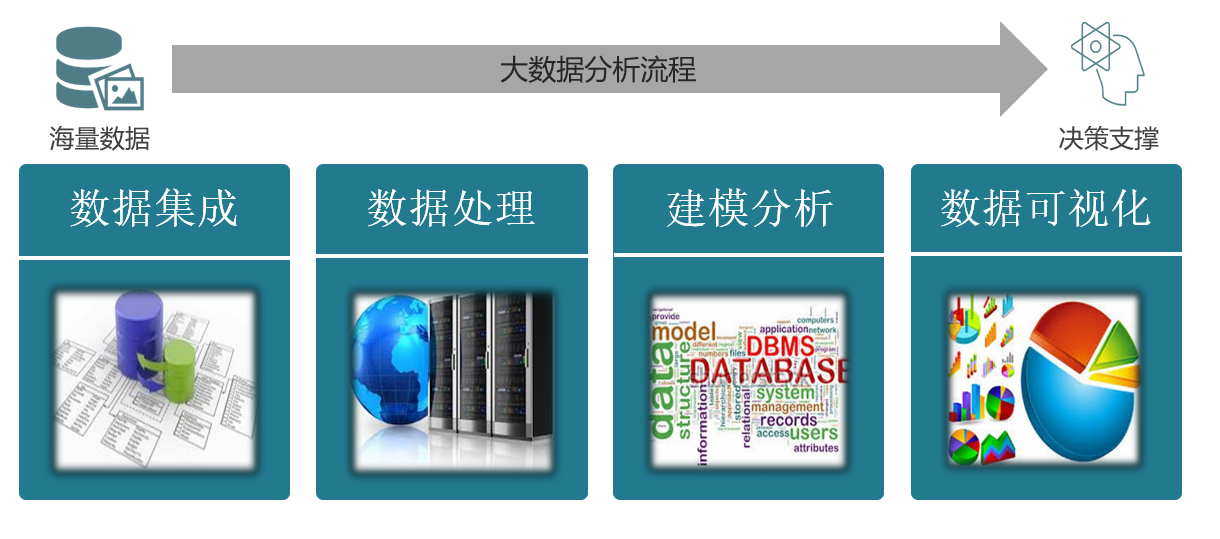 大数据分析流程
海量数据
决策支撑
数据集成
数据处理
建模分析
数据可视化
provide
model
computers
application
network
different
numbers
files
DBMS
DATABASE
data
structure
information
hierarchical
stored
relational
system
management
records
access
users
attributes